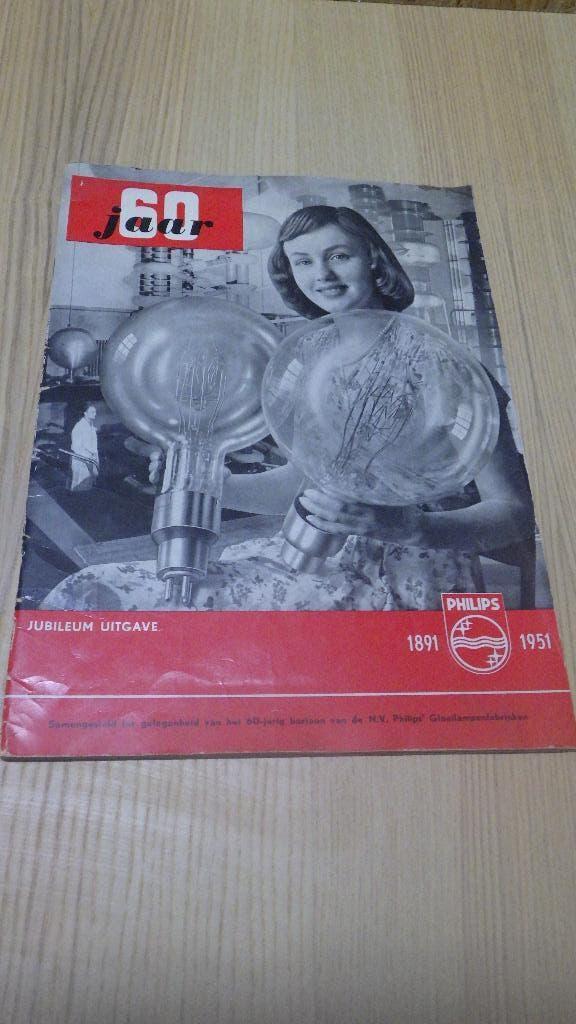 60
jaar
JUBILEUM UITGAVE
PHILIPS
1891 1951
Samengesteld ter gelegenheid van het 60-jarig bestaan van de N.V. Philips' Gloeilampenfabrieken